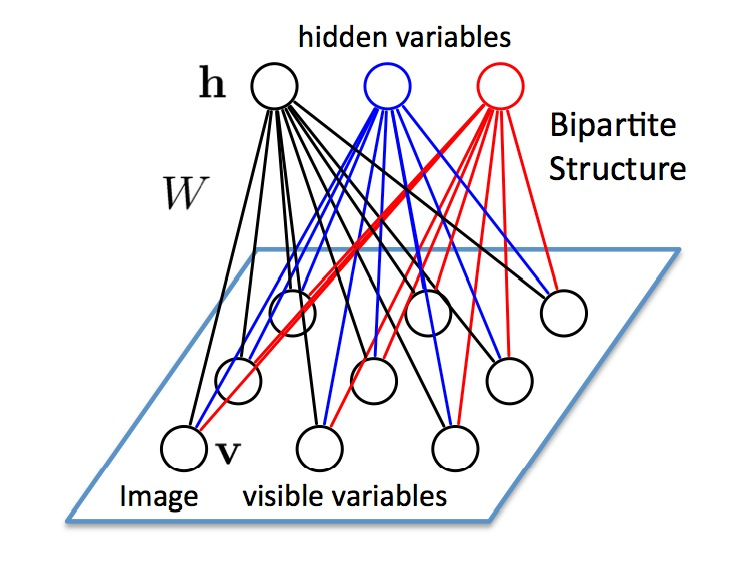 hidden variables
h
Bipartite
Structure
W
v
Image visible variables